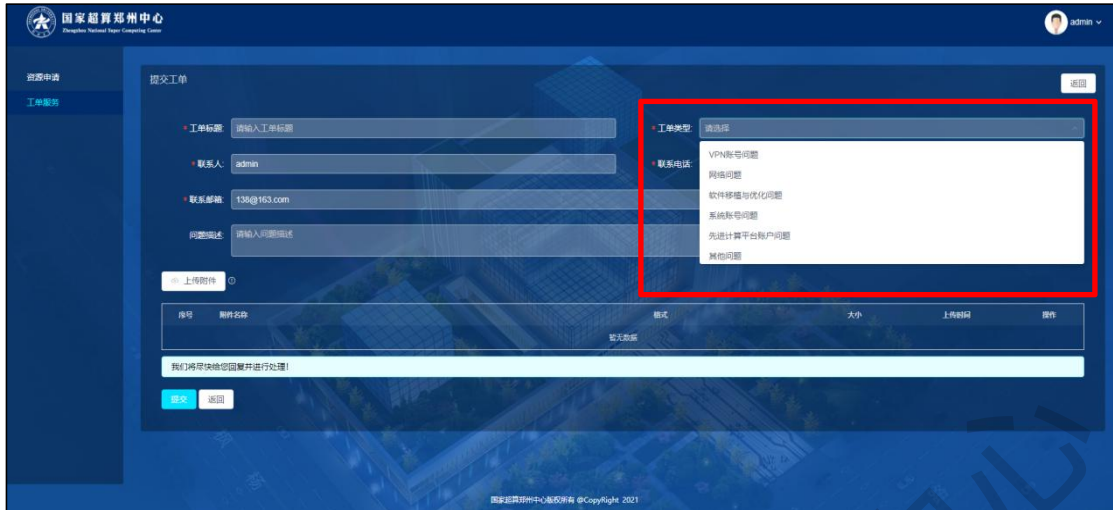 国家超算郑州中心
Zhengzhou National Super Computing Center
admin
资源申请
工单服务
提交工单
返回
* 工单标题: 请输入工单标题
* 工单类型: 请选择
* 联系人: admin
* 联系电话:
VPN账号问题
网络问题
软件移植与优化问题
系统账号问题
先进计算平台账户问题
其他问题
* 联系邮箱: 138@163.com
问题描述: 请输入问题描述
上传附件
序号 附件名称 格式 大小 上传时间 操作
暂无数据
我们将尽快给您回复并进行处理!
提交 返回
国家超算郑州中心版权所有 @CopyRight 2021
心